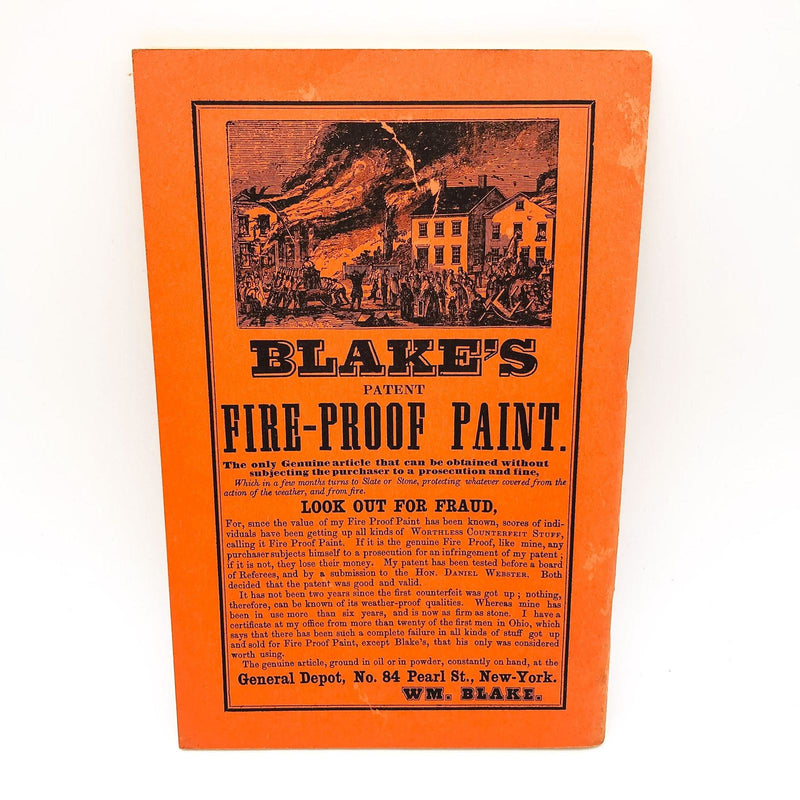 BLAKE'S
PATENT
FIRE-PROOF PAINT.
The only Genuine article that can be obtained without
subjecting the purchaser to a prosecution and fine,
Which in a few months turns to Slate or Stone, protecting whatever covered from the
action of the weather, and from fire.
LOOK OUT FOR FRAUD,
For, since the value of my Fire Proof Paint has been known, scores of indi-
viduals have been getting up all kinds of WORTHLESS COUNTERFEIT STUFF,
calling it Fire Proof Paint. If it is the genuine Fire Proof, like mine, any
purchaser subjects himself to a prosecution for an infringement of my patent;
if it is not, they lose their money. My patent has been tested before a board
of Referees, and by a submission to the HON. DANIEL WEBSTER. Both
decided that the patent was good and valid.
It has not been two years since the first counterfeit was got up; nothing,
therefore, can be known of its weather-proof qualities. Whereas mine has
been in use more than six years, and is now as firm as stone. I have a
certificate at my office from more than twenty of the first men in Ohio, which
says that there has been such a complete failure in all kinds of stuff got up
and sold for Fire Proof Paint, except Blake's, that his only was considered
worth using.
The genuine article, ground in oil or in powder, constantly on hand, at the
General Depot, No. 84 Pearl St., New-York.
WM. BLAKE.